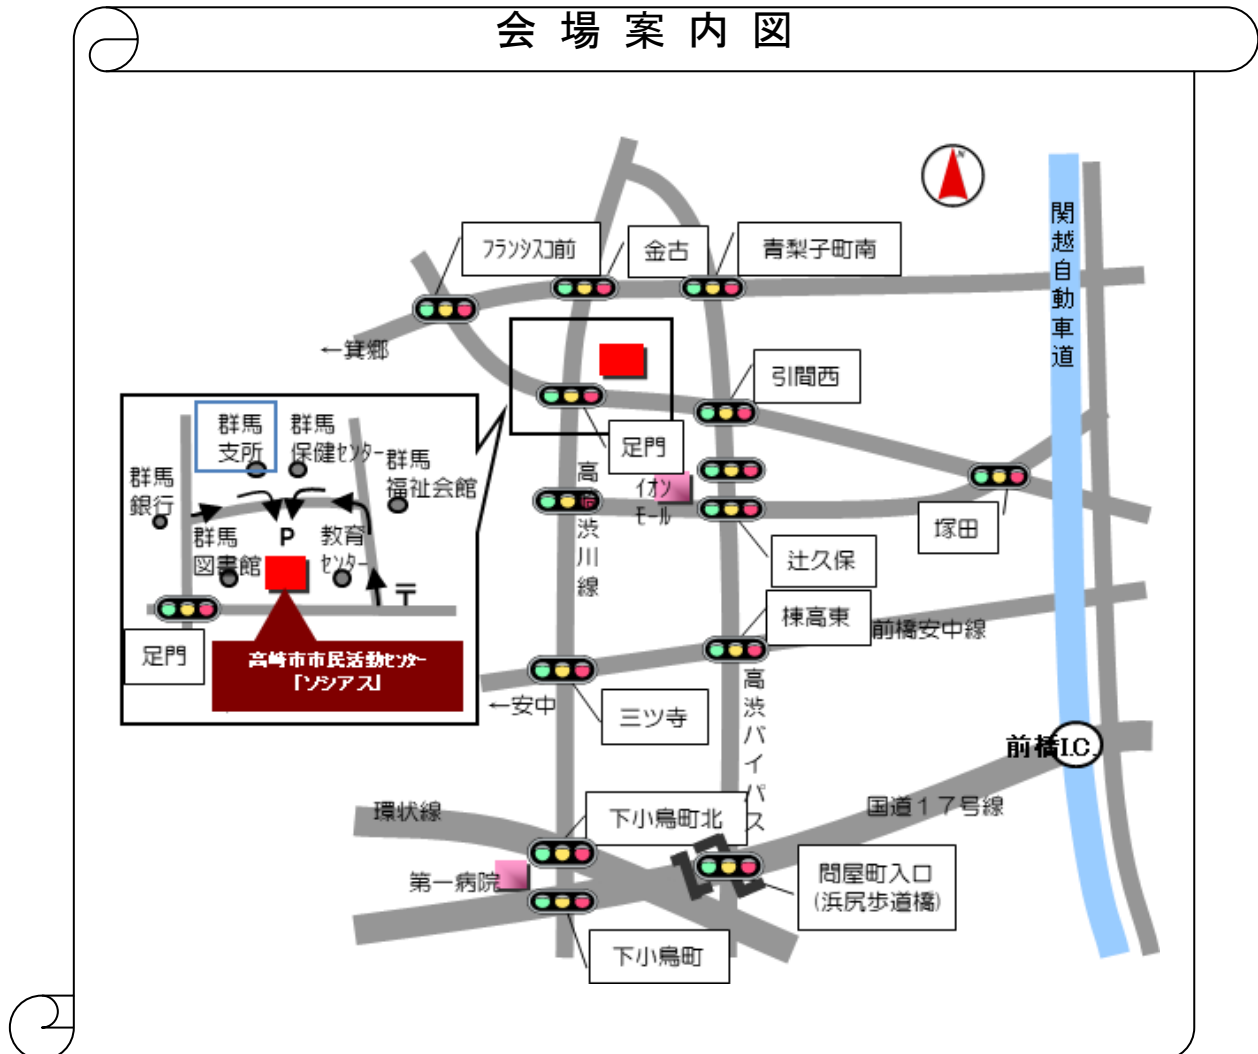 会場案内図
N
関越自動車道
フランシスコ前
金古
青梨子町南
←箕郷
引間西
足門
高崎渋川線
イオン
モール
塚田
辻久保
棟高東
前橋安中線
←安中
三ツ寺
高渋バイパス
前橋I.C.
環状線
下小鳥町北
国道17号線
第一病院
問屋町入口
(浜尻歩道橋)
下小鳥町
群馬
支所
群馬
保健センター
群馬
福祉会館
群馬
銀行
群馬
図書館
P
教育
センター
〒
足門
高崎市市民活動センター
「ソシアス」